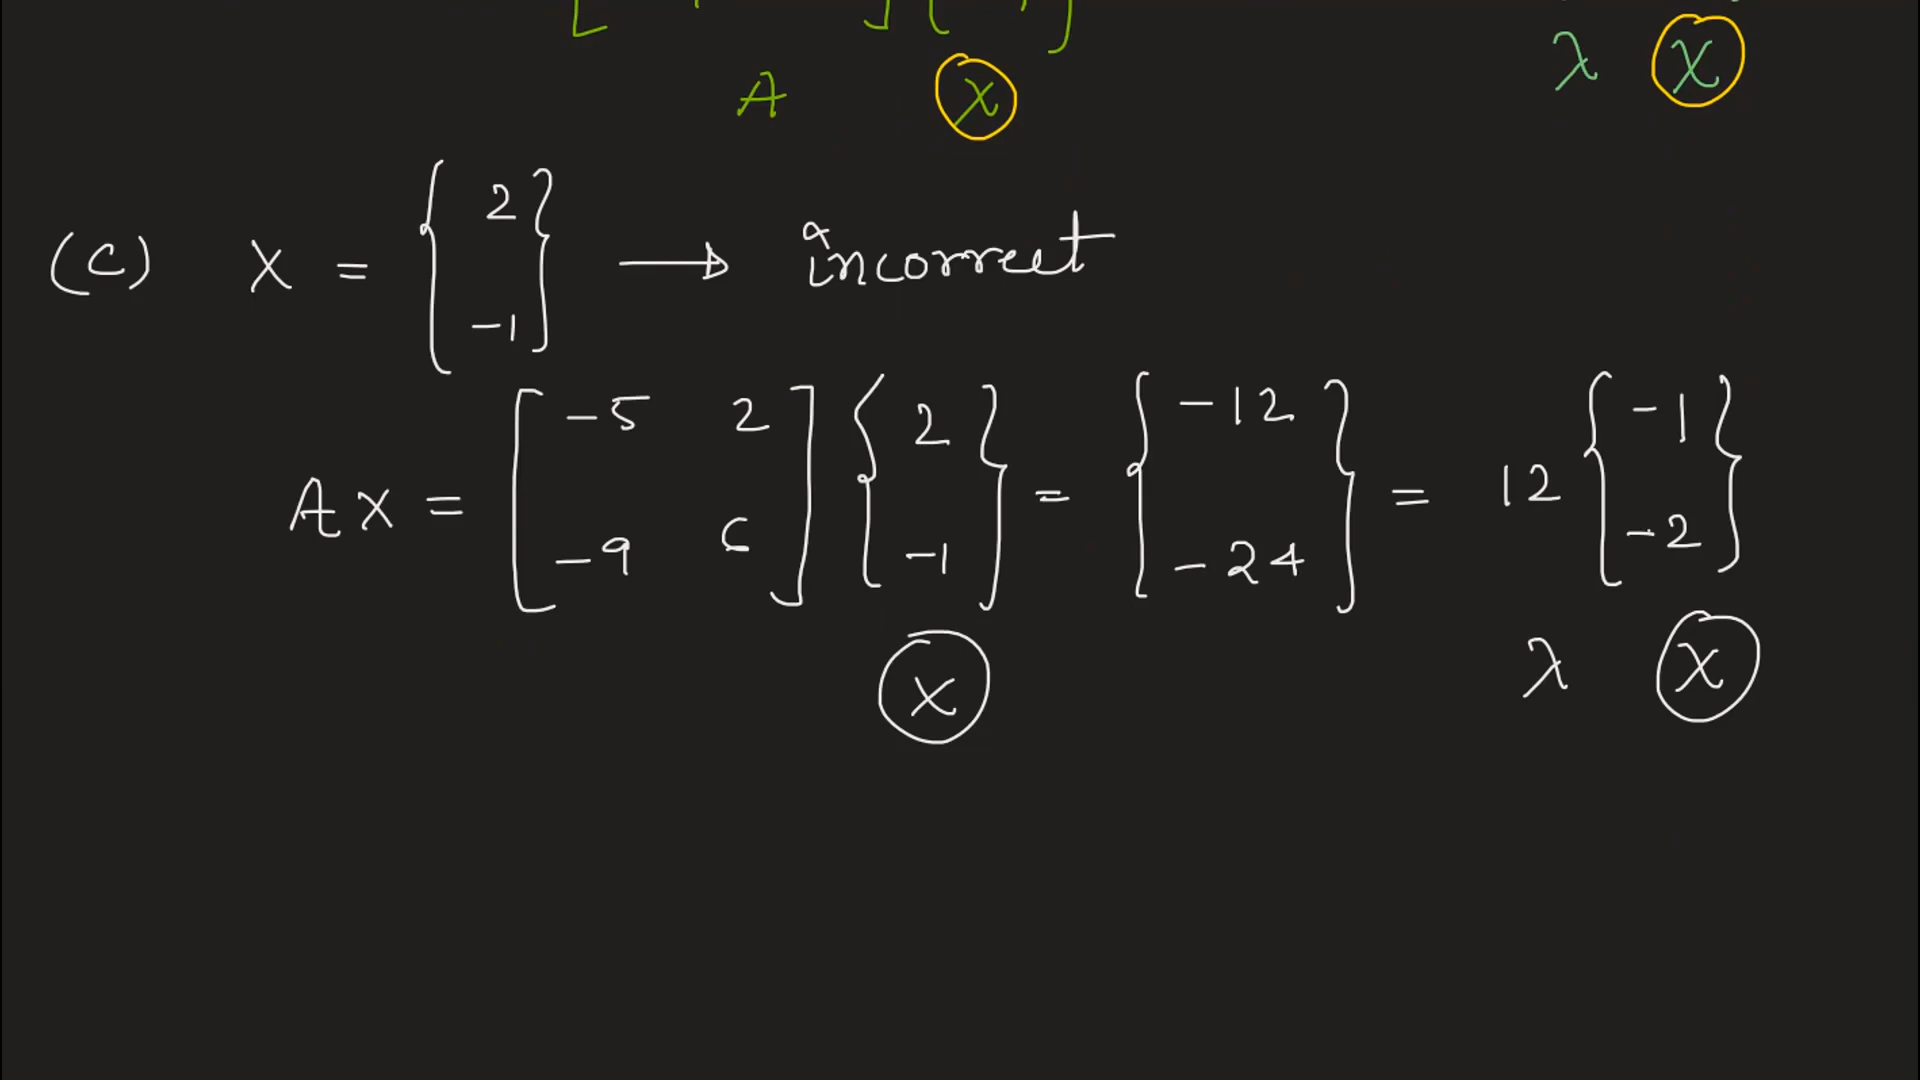 λ X
A X
(C) X = { 2 -1 } → incorrect
AX = [ -5 2 -9 6 ] { 2 -1 } = { -12 -24 } = 12 { -1 -2 }
X λ X